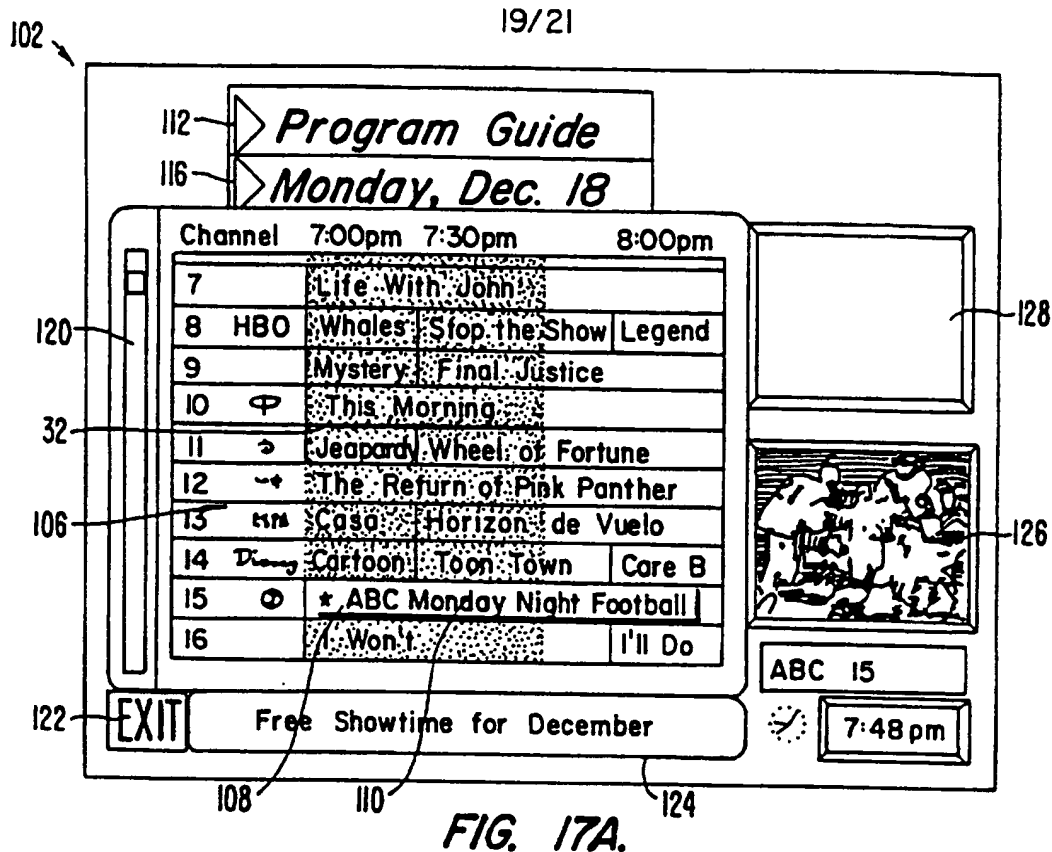 19/21
102
112
Program Guide
116
Monday, Dec. 18
Channel 7:00pm 7:30pm 8:00pm
7 Life With John
8 HBO Whales Stop the Show Legend
120
128
9 Mystery Final Justice
10 This Morning
32
11 Jeopardy Wheel of Fortune
12 The Return of Pink Panther
106
13 Casa Horizon de Vuelo
126
14 Disney Cartoon Toon Town Care B
15 * ABC Monday Night Football
16 I Won't I'll Do
ABC 15
122
EXIT
Free Showtime for December
7:48 pm
108
110
124
FIG. 17A.